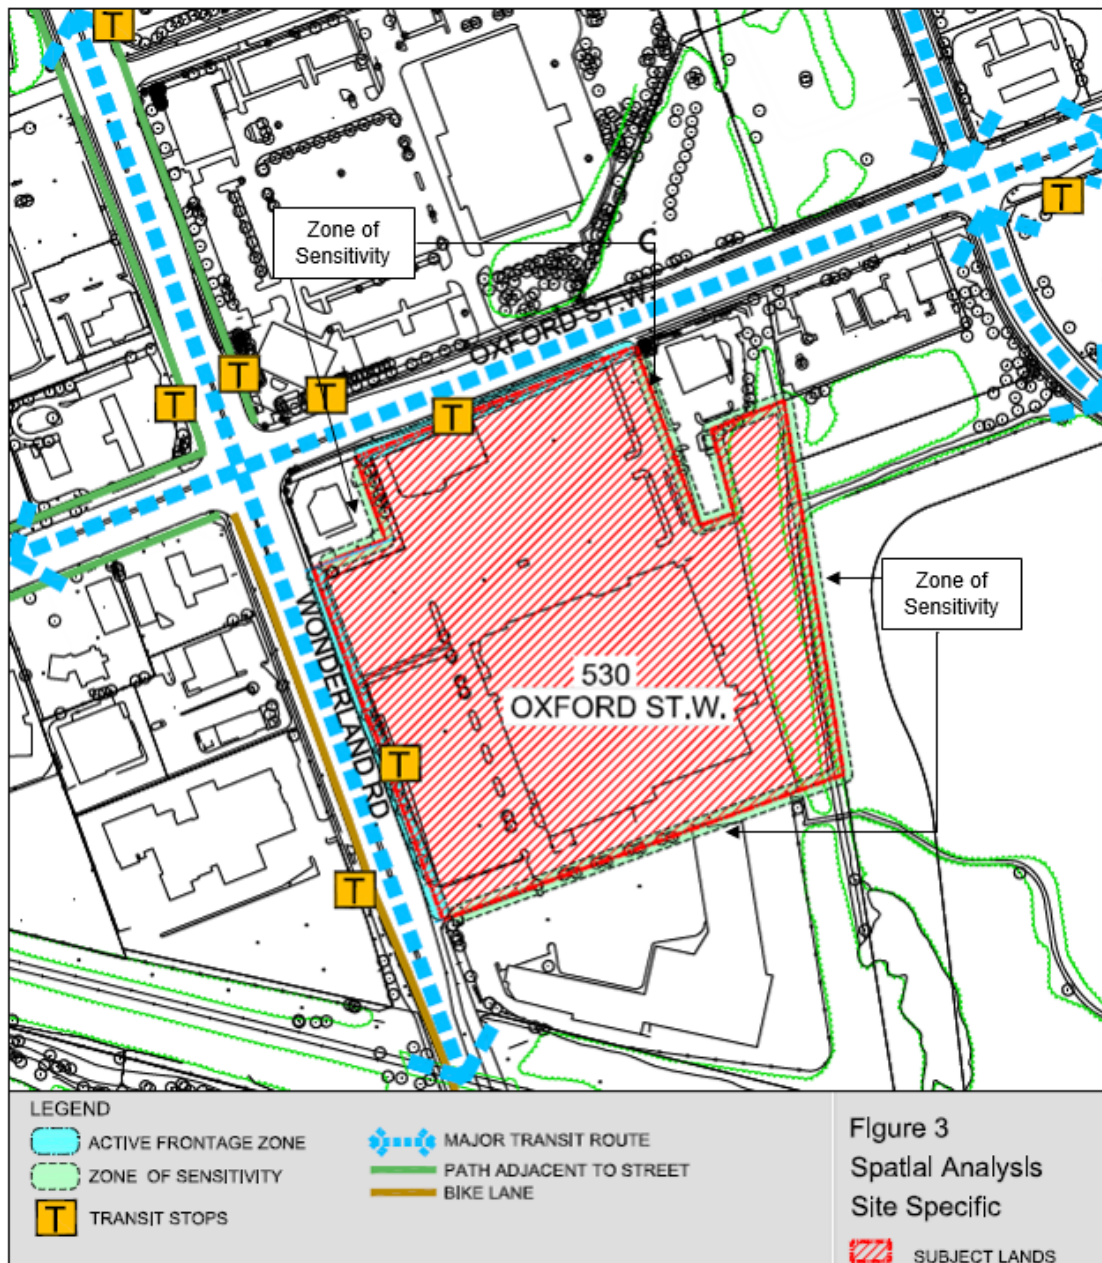 T
Zone of
Sensitivity
T
OXFORD ST.W.
T
T
T
T
Zone of
Sensitivity
530
OXFORD ST.W.
WONDERLAND RD
T
T
LEGEND
ACTIVE FRONTAGE ZONE
ZONE OF SENSITIVITY
T TRANSIT STOPS
MAJOR TRANSIT ROUTE
PATH ADJACENT TO STREET
BIKE LANE
Figure 3
Spatial Analysis
Site Specific
SUBJECT LANDS